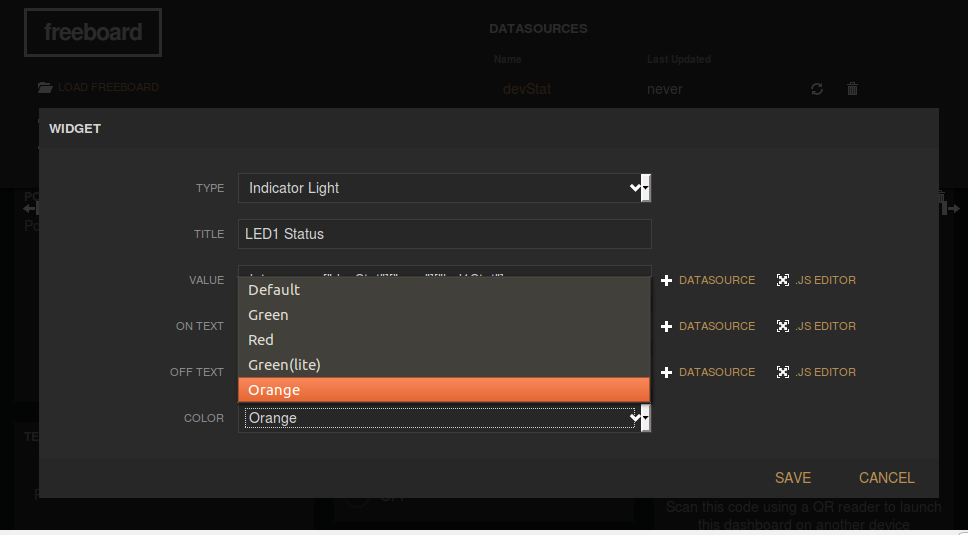 freeboard
DATASOURCES
Name Last Updated
LOAD FREEBOARD
devStat never
WIDGET
TYPE Indicator Light
TITLE LED1 Status
VALUE + DATASOURCE .JS EDITOR
Default
Green
ON TEXT + DATASOURCE .JS EDITOR
Red
Green(lite)
OFF TEXT + DATASOURCE .JS EDITOR
Orange
COLOR Orange
SAVE CANCEL
Scan this code using a QR reader to launch
this dashboard on another device